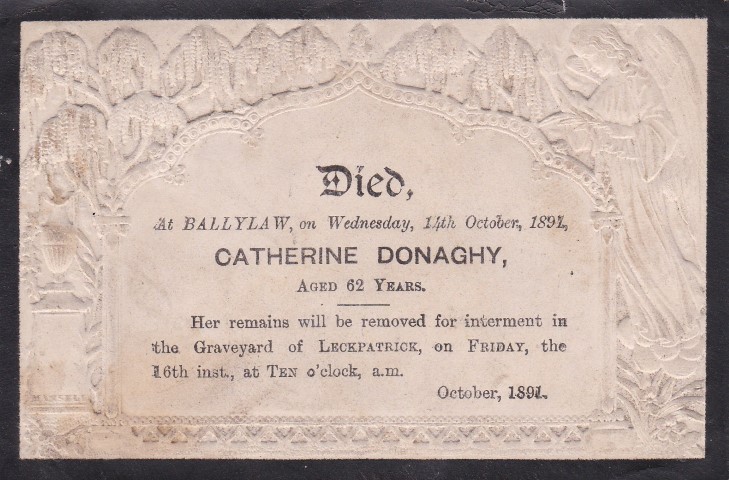 Died,
At BALLYLAW, on Wednesday, 14th October, 1891,
CATHERINE DONAGHY,
AGED 62 YEARS.
Her remains will be removed for interment in
the Graveyard of LECKPATRICK, on FRIDAY, the
16th inst., at TEN o'clock, a.m.
October, 1891.
MANSELL